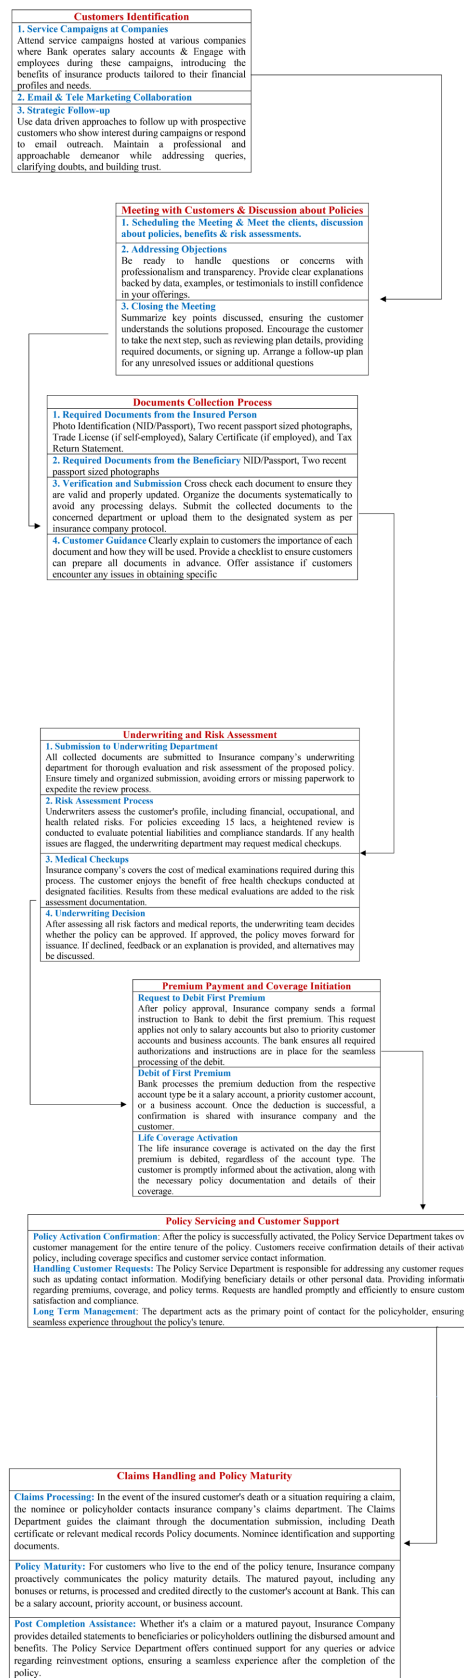 Customers Identification
1. Service Campaigns at Companies
Attend service campaigns hosted at various companies
where Bank operates salary accounts & Engage with
employees during these campaigns, introducing the
benefits of insurance products tailored to their financial
profiles and needs.
2. Email & Tele Marketing Collaboration
3. Strategic Follow-up
Use data driven approaches to follow up with prospective
customers who show interest during campaigns or respond
to email outreach. Maintain a professional and
approachable demeanor while addressing queries,
clarifying doubts, and building trust.
Meeting with Customers & Discussion about Policies
1. Scheduling the Meeting & Meet the clients, discussion
about policies, benefits & risk assessments.
2. Addressing Objections
Be ready to handle questions or concerns with
professionalism and transparency. Provide clear explanations
backed by data, examples, or testimonials to instill confidence
in your offerings.
3. Closing the Meeting
Summarize key points discussed, ensuring the customer
understands the solutions proposed. Encourage the customer
to take the next step, such as reviewing plan details, providing
required documents, or signing up. Arrange a follow-up plan
for any unresolved issues or additional questions
Documents Collection Process
1. Required Documents from the Insured Person
Photo Identification (NID/Passport), Two recent passport sized photographs,
Trade License (if self-employed), Salary Certificate (if employed), and Tax
Return Statement.
2. Required Documents from the Beneficiary NID/Passport, Two recent
passport sized photographs
3. Verification and Submission Cross check each document to ensure they
are valid and properly updated. Organize the documents systematically to
avoid any processing delays. Submit the collected documents to the
concerned department or upload them to the designated system as per
insurance company protocol.
4. Customer Guidance Clearly explain to customers the importance of each
document and how they will be used. Provide a checklist to ensure customers
can prepare all documents in advance. Offer assistance if customers
encounter any issues in obtaining specific
Underwriting and Risk Assessment
1. Submission to Underwriting Department
All collected documents are submitted to Insurance company's underwriting
department for thorough evaluation and risk assessment of the proposed policy.
Ensure timely and organized submission, avoiding errors or missing paperwork to
expedite the review process.
2. Risk Assessment Process
Underwriters assess the customer's profile, including financial, occupational, and
health related risks. For policies exceeding 15 lacs, a heightened review is
conducted to evaluate potential liabilities and compliance standards. If any health
issues are flagged, the underwriting department may request medical checkups.
3. Medical Checkups
Insurance company's covers the cost of medical examinations required during this
process. The customer enjoys the benefit of free health checkups conducted at
designated facilities. Results from these medical evaluations are added to the risk
assessment documentation.
4. Underwriting Decision
After assessing all risk factors and medical reports, the underwriting team decides
whether the policy can be approved. If approved, the policy moves forward for
issuance. If declined, feedback or an explanation is provided, and alternatives may
be discussed.
Premium Payment and Coverage Initiation
Request to Debit First Premium
After policy approval, Insurance company sends a formal
instruction to Bank to debit the first premium. This request
applies not only to salary accounts but also to priority customer
accounts and business accounts. The bank ensures all required
authorizations and instructions are in place for the seamless
processing of the debit.
Debit of First Premium
Bank processes the premium deduction from the respective
account type be it a salary account, a priority customer account,
or a business account. Once the deduction is successful, a
confirmation is shared with insurance company and the
customer.
Life Coverage Activation
The life insurance coverage is activated on the day the first
premium is debited, regardless of the account type. The
customer is promptly informed about the activation, along with
the necessary policy documentation and details of their
coverage.
Policy Servicing and Customer Support
Policy Activation Confirmation: After the policy is successfully activated, the Policy Service Department takes ov
customer management for the entire tenure of the policy. Customers receive confirmation details of their activat
policy, including coverage specifics and customer service contact information.
Handling Customer Requests: The Policy Service Department is responsible for addressing any customer request
such as updating contact information. Modifying beneficiary details or other personal data. Providing informatio
regarding premiums, coverage, and policy terms. Requests are handled promptly and efficiently to ensure custom
satisfaction and compliance.
Long Term Management: The department acts as the primary point of contact for the policyholder, ensuring
seamless experience throughout the policy's tenure.
Claims Handling and Policy Maturity
Claims Processing: In the event of the insured customer's death or a situation requiring a claim,
the nominee or policyholder contacts insurance company's claims department. The Claims
Department guides the claimant through the documentation submission, including Death
certificate or relevant medical records Policy documents. Nominee identification and supporting
documents.
Policy Maturity: For customers who live to the end of the policy tenure, Insurance company
proactively communicates the policy maturity details. The matured payout, including any
bonuses or returns, is processed and credited directly to the customer's account at Bank. This can
be a salary account, priority account, or business account.
Post Completion Assistance: Whether it's a claim or a matured payout, Insurance Company
provides detailed statements to beneficiaries or policyholders outlining the disbursed amount and
benefits. The Policy Service Department offers continued support for any queries or advice
regarding reinvestment options, ensuring a seamless experience after the completion of the
policy.